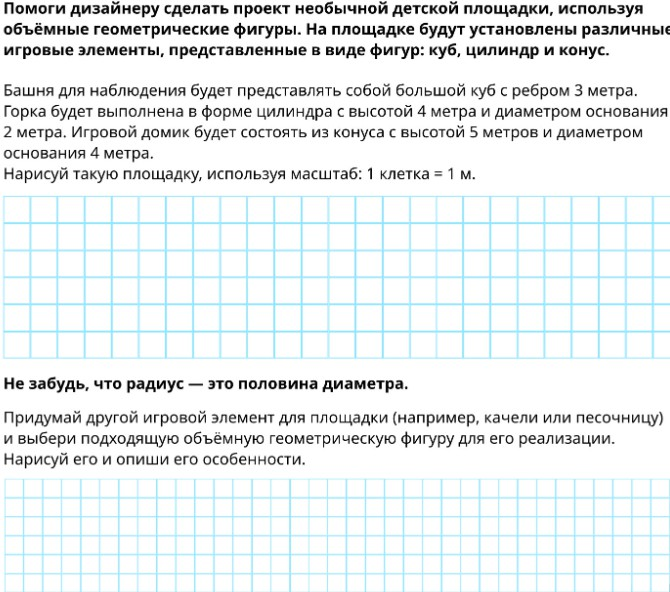 Помоги дизайнеру сделать проект необычной детской площадки, используя
объёмные геометрические фигуры. На площадке будут установлены различные
игровые элементы, представленные в виде фигур: куб, цилиндр и конус.
Башня для наблюдения будет представлять собой большой куб с ребром 3 метра.
Горка будет выполнена в форме цилиндра с высотой 4 метра и диаметром основания
2 метра. Игровой домик будет состоять из конуса с высотой 5 метров и диаметром
основания 4 метра.
Нарисуй такую площадку, используя масштаб: 1 клетка = 1 м.
Не забудь, что радиус — это половина диаметра.
Придумай другой игровой элемент для площадки (например, качели или песочницу)
и выбери подходящую объёмную геометрическую фигуру для его реализации.
Нарисуй его и опиши его особенности.